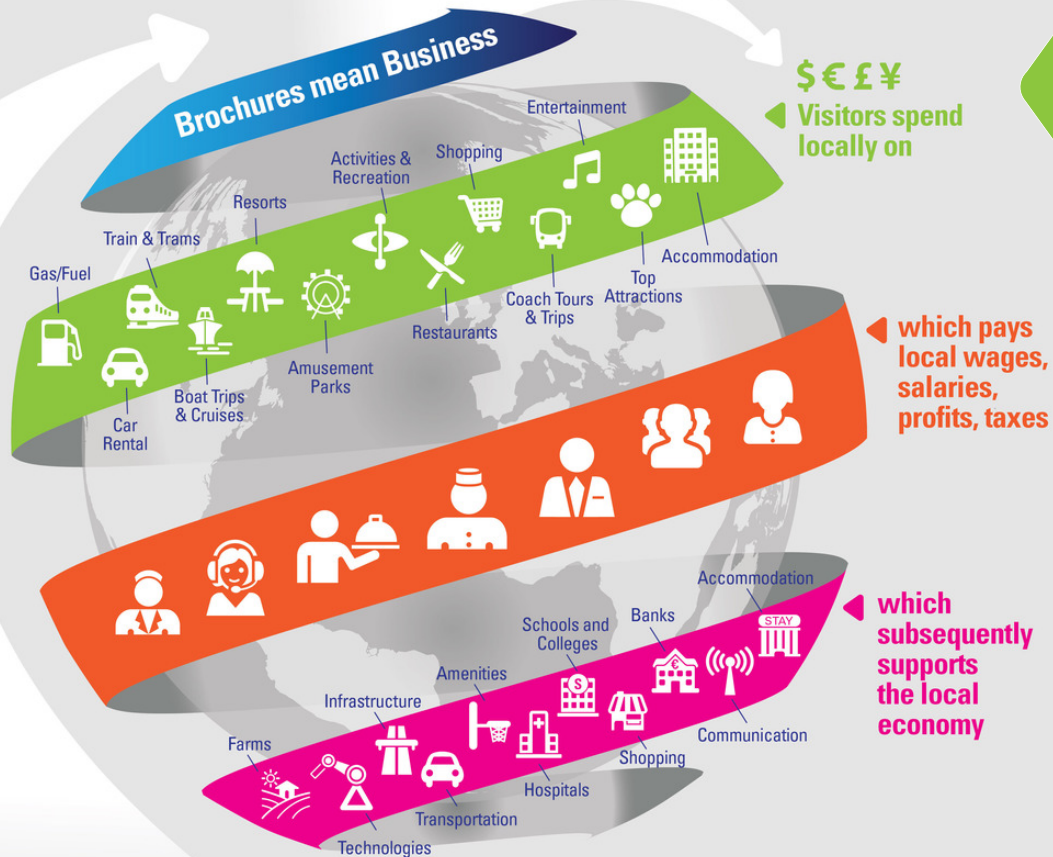 Brochures mean Business
$€£¥
Visitors spend
locally on
Entertainment
Shopping
Activities &
Recreation
Resorts
Train & Trams
Gas/Fuel
Accommodation
Top
Attractions
Coach Tours
& Trips
Restaurants
Amusement
Parks
Boat Trips
& Cruises
Car
Rental
which pays
local wages,
salaries,
profits, taxes
Accommodation
STAY
Banks
€
Schools and
Colleges
$
Amenities
Infrastructure
Farms
Communication
Shopping
Hospitals
Transportation
Technologies
which
subsequently
supports
the local
economy